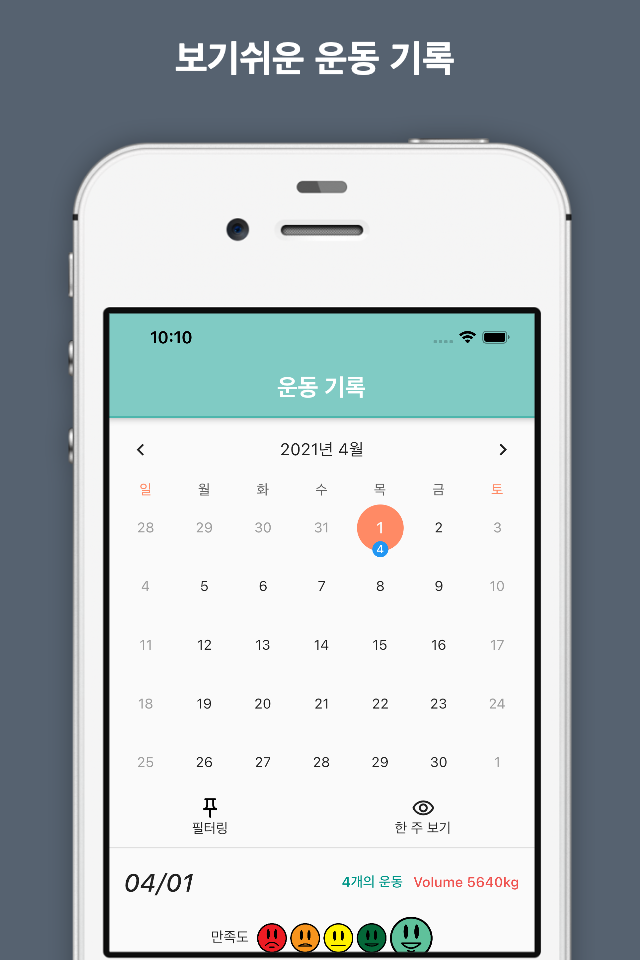 보기쉬운 운동 기록
10:10
운동 기록
2021년 4월
일 월 화 수 목 금 토
28 29 30 31 1 2 3
4
4 5 6 7 8 9 10
11 12 13 14 15 16 17
18 19 20 21 22 23 24
25 26 27 28 29 30 1
필터링 한 주 보기
04/01 4개의 운동 Volume 5640kg
만족도